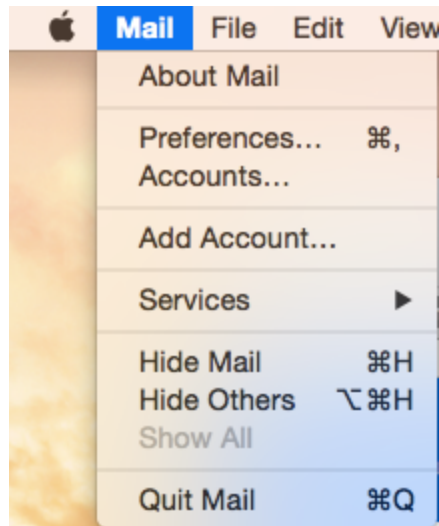 Mail File Edit View
About Mail
Preferences... ⌘,
Accounts...
Add Account...
Services ▶
Hide Mail ⌘H
Hide Others ⌥⌘H
Show All
Quit Mail ⌘Q